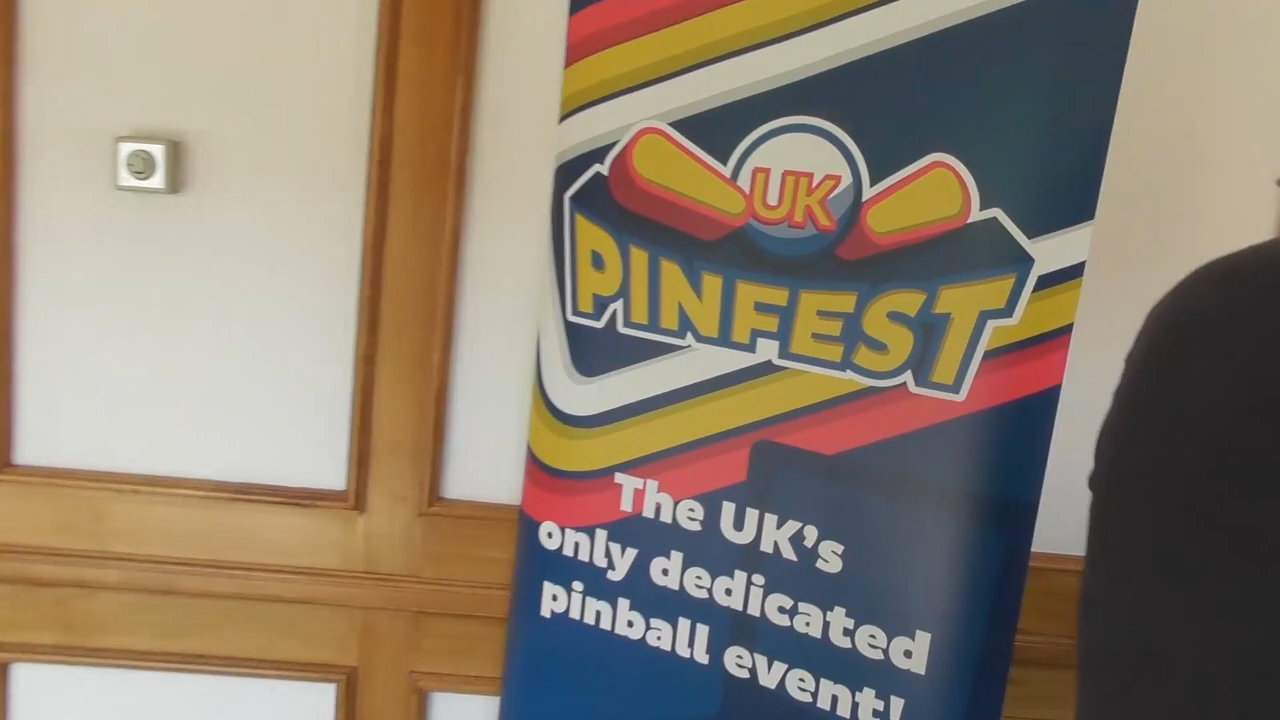 UK
PINFEST
The UK's
only dedicated
pinball event!